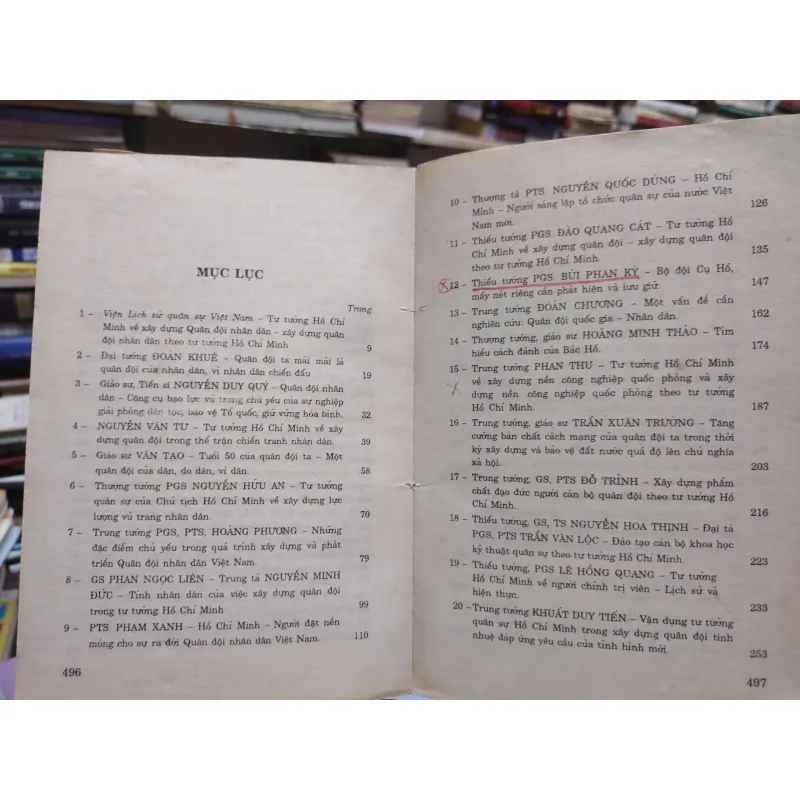 MỤC LỤC
Trang
1 – Viện Lịch sử quân sự Việt Nam – Tư tưởng Hồ Chí
Minh về xây dựng Quân đội nhân dân – xây dựng quân
đội nhân dân theo tư tưởng Hồ Chí Minh 9
2 – Đại tướng ĐOÀN KHUÊ – Quân đội ta mãi mãi là
quân đội của nhân dân, vì nhân dân chiến đấu 19
3 – Giáo sư, Tiến sĩ NGUYỄN DUY QUÝ – Quân đội nhân
dân – Công cụ bạo lực vũ trang chủ yếu của sự nghiệp
giải phóng dân tộc, bảo vệ Tổ quốc, giữ vững hòa bình. 32
4 – NGUYỄN VĂN TƯ – Tư tưởng Hồ Chí Minh về xây
dựng quân đội trong thế trận chiến tranh nhân dân. 39
5 – Giáo sư VĂN TẠO – Tuổi 50 của quân đội ta – Một
quân đội của dân, do dân, vì dân. 58
6 – Thượng tướng PGS NGUYỄN HỮU AN – Tư tưởng
quân sự của Chủ tịch Hồ Chí Minh về xây dựng lực
lượng vũ trang nhân dân. 70
7 – Trung tướng PGS, PTS, HOÀNG PHƯƠNG – Những
đặc điểm chủ yếu trong quá trình xây dựng và phát
triển Quân đội nhân dân Việt Nam. 79
8 – GS PHAN NGỌC LIÊN – Trung tá NGUYỄN MINH
ĐỨC – Tính nhân dân của việc xây dựng quân đội
trong tư tưởng Hồ Chí Minh 99
9 – PTS. PHẠM XANH – Hồ Chí Minh – Người đặt nền
móng cho sự ra đời Quân đội nhân dân Việt Nam. 110
496
10 – Thượng tá PTS. NGUYỄN QUỐC DŨNG – Hồ Chí
Minh – Người sáng lập tổ chức quân sự của nước Việt
Nam mới. 126
11 – Thiếu tướng PGS. ĐÀO QUANG CÁT – Tư tưởng Hồ
Chí Minh về xây dựng quân đội – xây dựng quân đội
theo tư tưởng Hồ Chí Minh. 135
12 – Thiếu tướng PGS. BÙI PHAN KỲ – Bộ đội Cụ Hồ,
mấy nét riêng cần phát hiện và lưu giữ. 147
13 – Trung tướng ĐOÀN CHƯƠNG – Một vấn đề cần
nghiên cứu: Quân đội quốc gia – Nhân dân. 162
14 – Thượng tướng, giáo sư HOÀNG MINH THẢO – Tìm
hiểu cách đánh của Bác Hồ. 174
15 – Trung tướng PHAN THU – Tư tưởng Hồ Chí Minh
về xây dựng nền công nghiệp quốc phòng và xây
dựng nền công nghiệp quốc phòng theo tư tưởng
Hồ Chí Minh. 187
16 – Trung tướng, giáo sư TRẦN XUÂN TRƯỜNG – Tăng
cường bản chất cách mạng của quân đội ta trong thời
kỳ xây dựng và bảo vệ đất nước quá độ lên chủ nghĩa
xã hội. 203
17 – Trung tướng, GS, PTS ĐỖ TRÌNH – Xây dựng phẩm
chất đạo đức người cán bộ quân đội theo tư tưởng Hồ
Chí Minh. 216
18 – Thiếu tướng, GS, TS NGUYỄN HOA THỊNH – Đại tá
PGS, PTS TRẦN VĂN LỘC – Đào tạo cán bộ khoa học
kỹ thuật quân sự theo tư tưởng Hồ Chí Minh. 223
19 – Thiếu tướng, PGS LÊ HỒNG QUANG – Tư tưởng
Hồ Chí Minh về người chính trị viên – Lịch sử và
hiện thực. 233
20 – Trung tướng KHUẤT DUY TIẾN – Vận dụng tư tưởng
quân sự Hồ Chí Minh trong xây dựng quân đội tinh
nhuệ đáp ứng yêu cầu của tình hình mới. 253
497